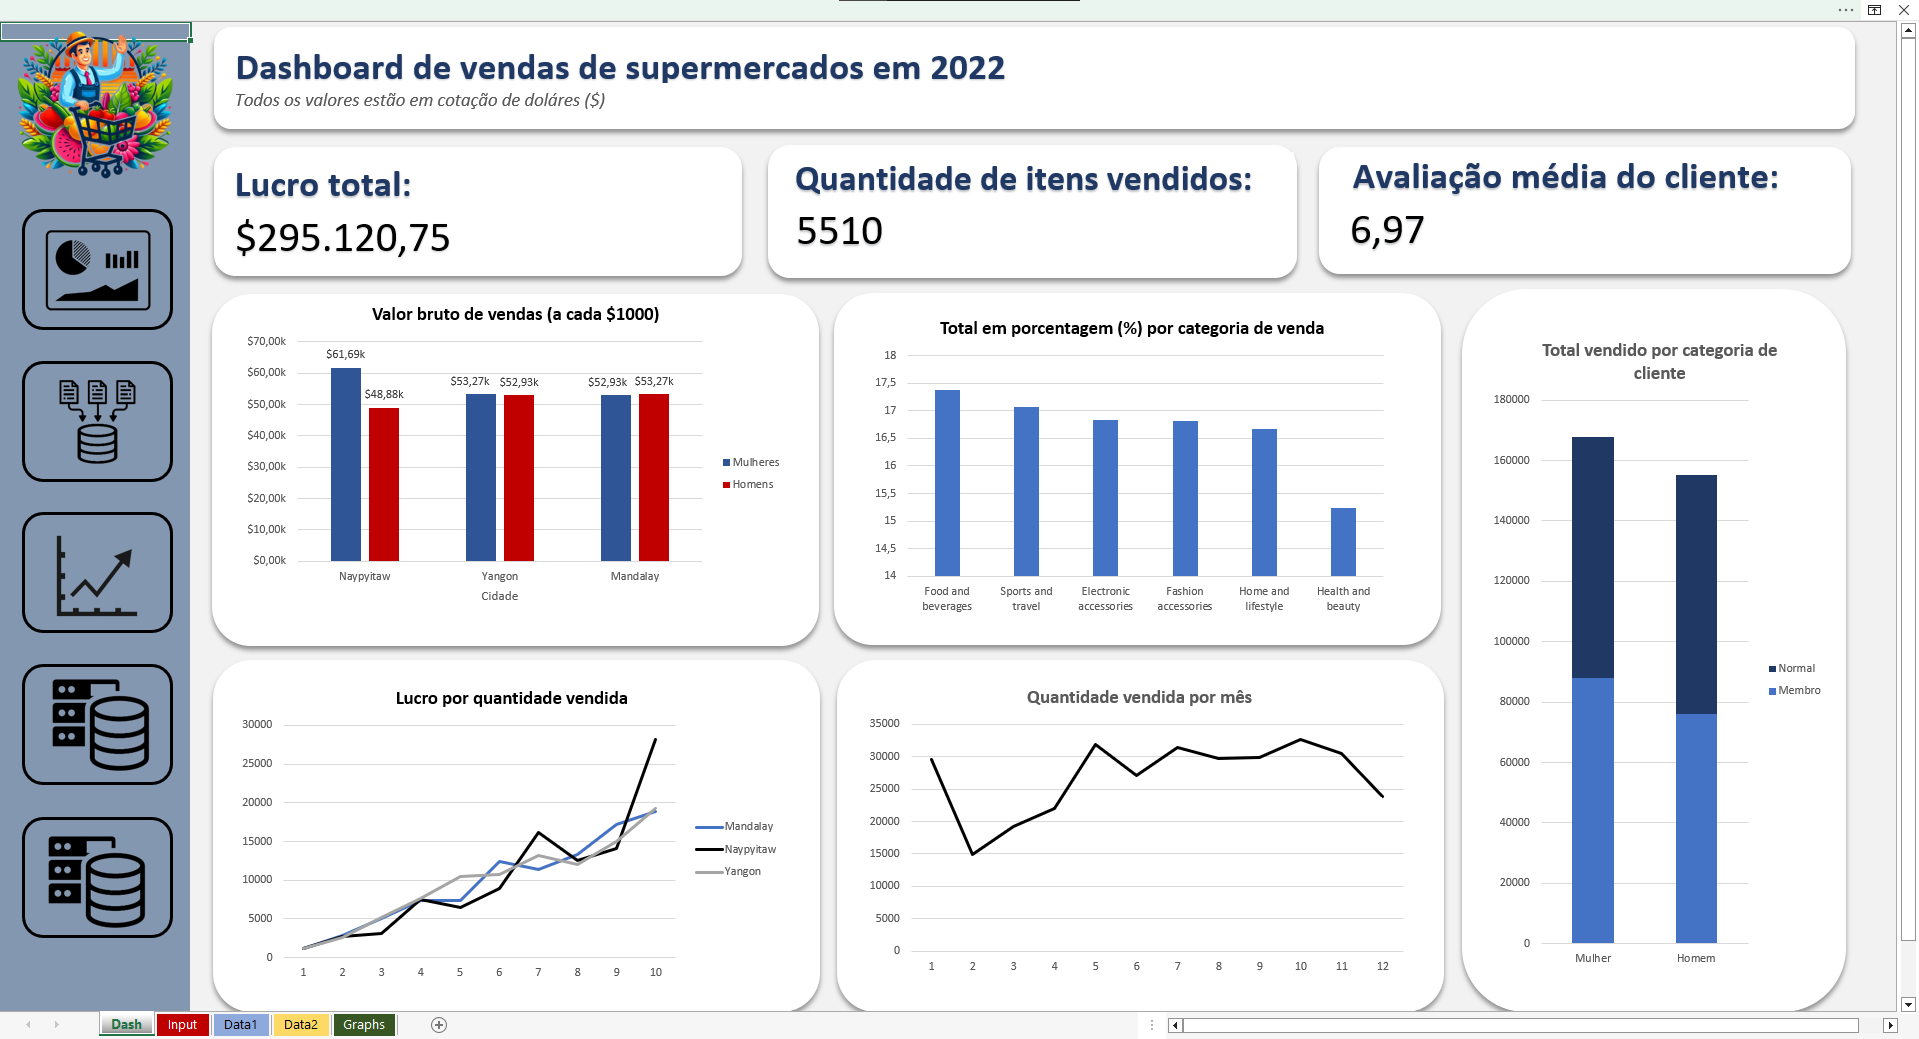 Dashboard de vendas de supermercados em 2022
Todos os valores estão em cotação de doláres ($)
Lucro total:
$295.120,75
Quantidade de itens vendidos:
5510
Avaliação média do cliente:
6,97
Valor bruto de vendas (a cada $1000)
$70,00k
$60,00k
$50,00k
$40,00k
$30,00k
$20,00k
$10,00k
$0,00k
$61,69k
$48,88k
$53,27k
$52,93k
$52,93k
$53,27k
Naypyitaw
Yangon
Mandalay
Cidade
Mulheres
Homens
Total em porcentagem (%) por categoria de venda
18
17,5
17
16,5
16
15,5
15
14,5
14
Food and
beverages
Sports and
travel
Electronic
accessories
Fashion
accessories
Home and
lifestyle
Health and
beauty
Total vendido por categoria de
cliente
180000
160000
140000
120000
100000
80000
60000
40000
20000
0
Mulher
Homem
Normal
Membro
Lucro por quantidade vendida
30000
25000
20000
15000
10000
5000
0
1 2 3 4 5 6 7 8 9 10
Mandalay
Naypyitaw
Yangon
Quantidade vendida por mês
35000
30000
25000
20000
15000
10000
5000
0
1 2 3 4 5 6 7 8 9 10 11 12
Dash Input Data1 Data2 Graphs